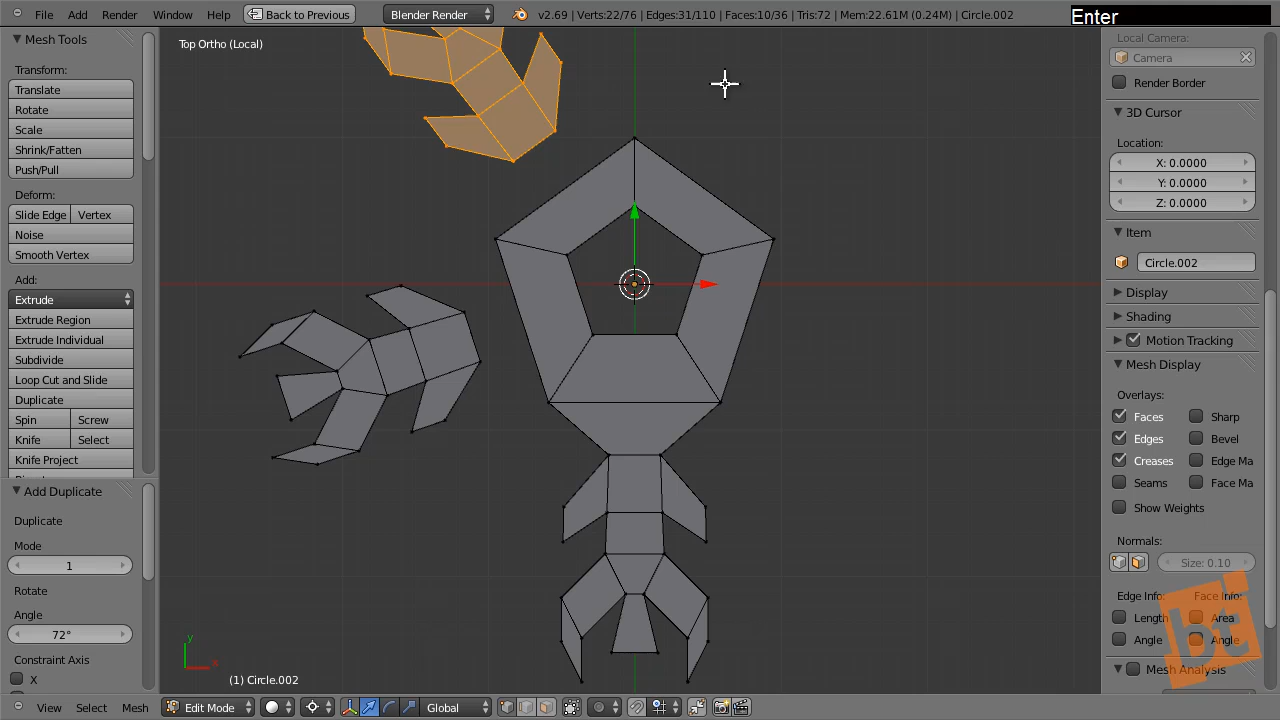 File Add Render Window Help Back to Previous Blender Render v2.69 | Verts:22/76 | Edges:31/110 | Faces:10/36 | Tris:72 | Mem:22.61M (0.24M) | Circle.002 Enter
Mesh Tools
Transform:
Translate
Rotate
Scale
Shrink/Fatten
Push/Pull
Deform:
Slide Edge Vertex
Noise
Smooth Vertex
Add:
Extrude
Extrude Region
Extrude Individual
Subdivide
Loop Cut and Slide
Duplicate
Spin Screw
Knife Select
Knife Project
Add Duplicate
Duplicate
Mode
1
Rotate
Angle
72°
Constraint Axis
X
Top Ortho (Local)
y
x
(1) Circle.002
Local Camera:
Camera
Render Border
3D Cursor
Location:
X: 0.0000
Y: 0.0000
Z: 0.0000
Item
Circle.002
Display
Shading
Motion Tracking
Mesh Display
Overlays:
Faces Sharp
Edges Bevel
Creases Edge Ma
Seams Face Ma
Show Weights
Normals:
Size: 0.10
Edge Info: Face Info:
Length Area
Angle Angle
Mesh Analysis
bt
View Select Mesh Edit Mode Global